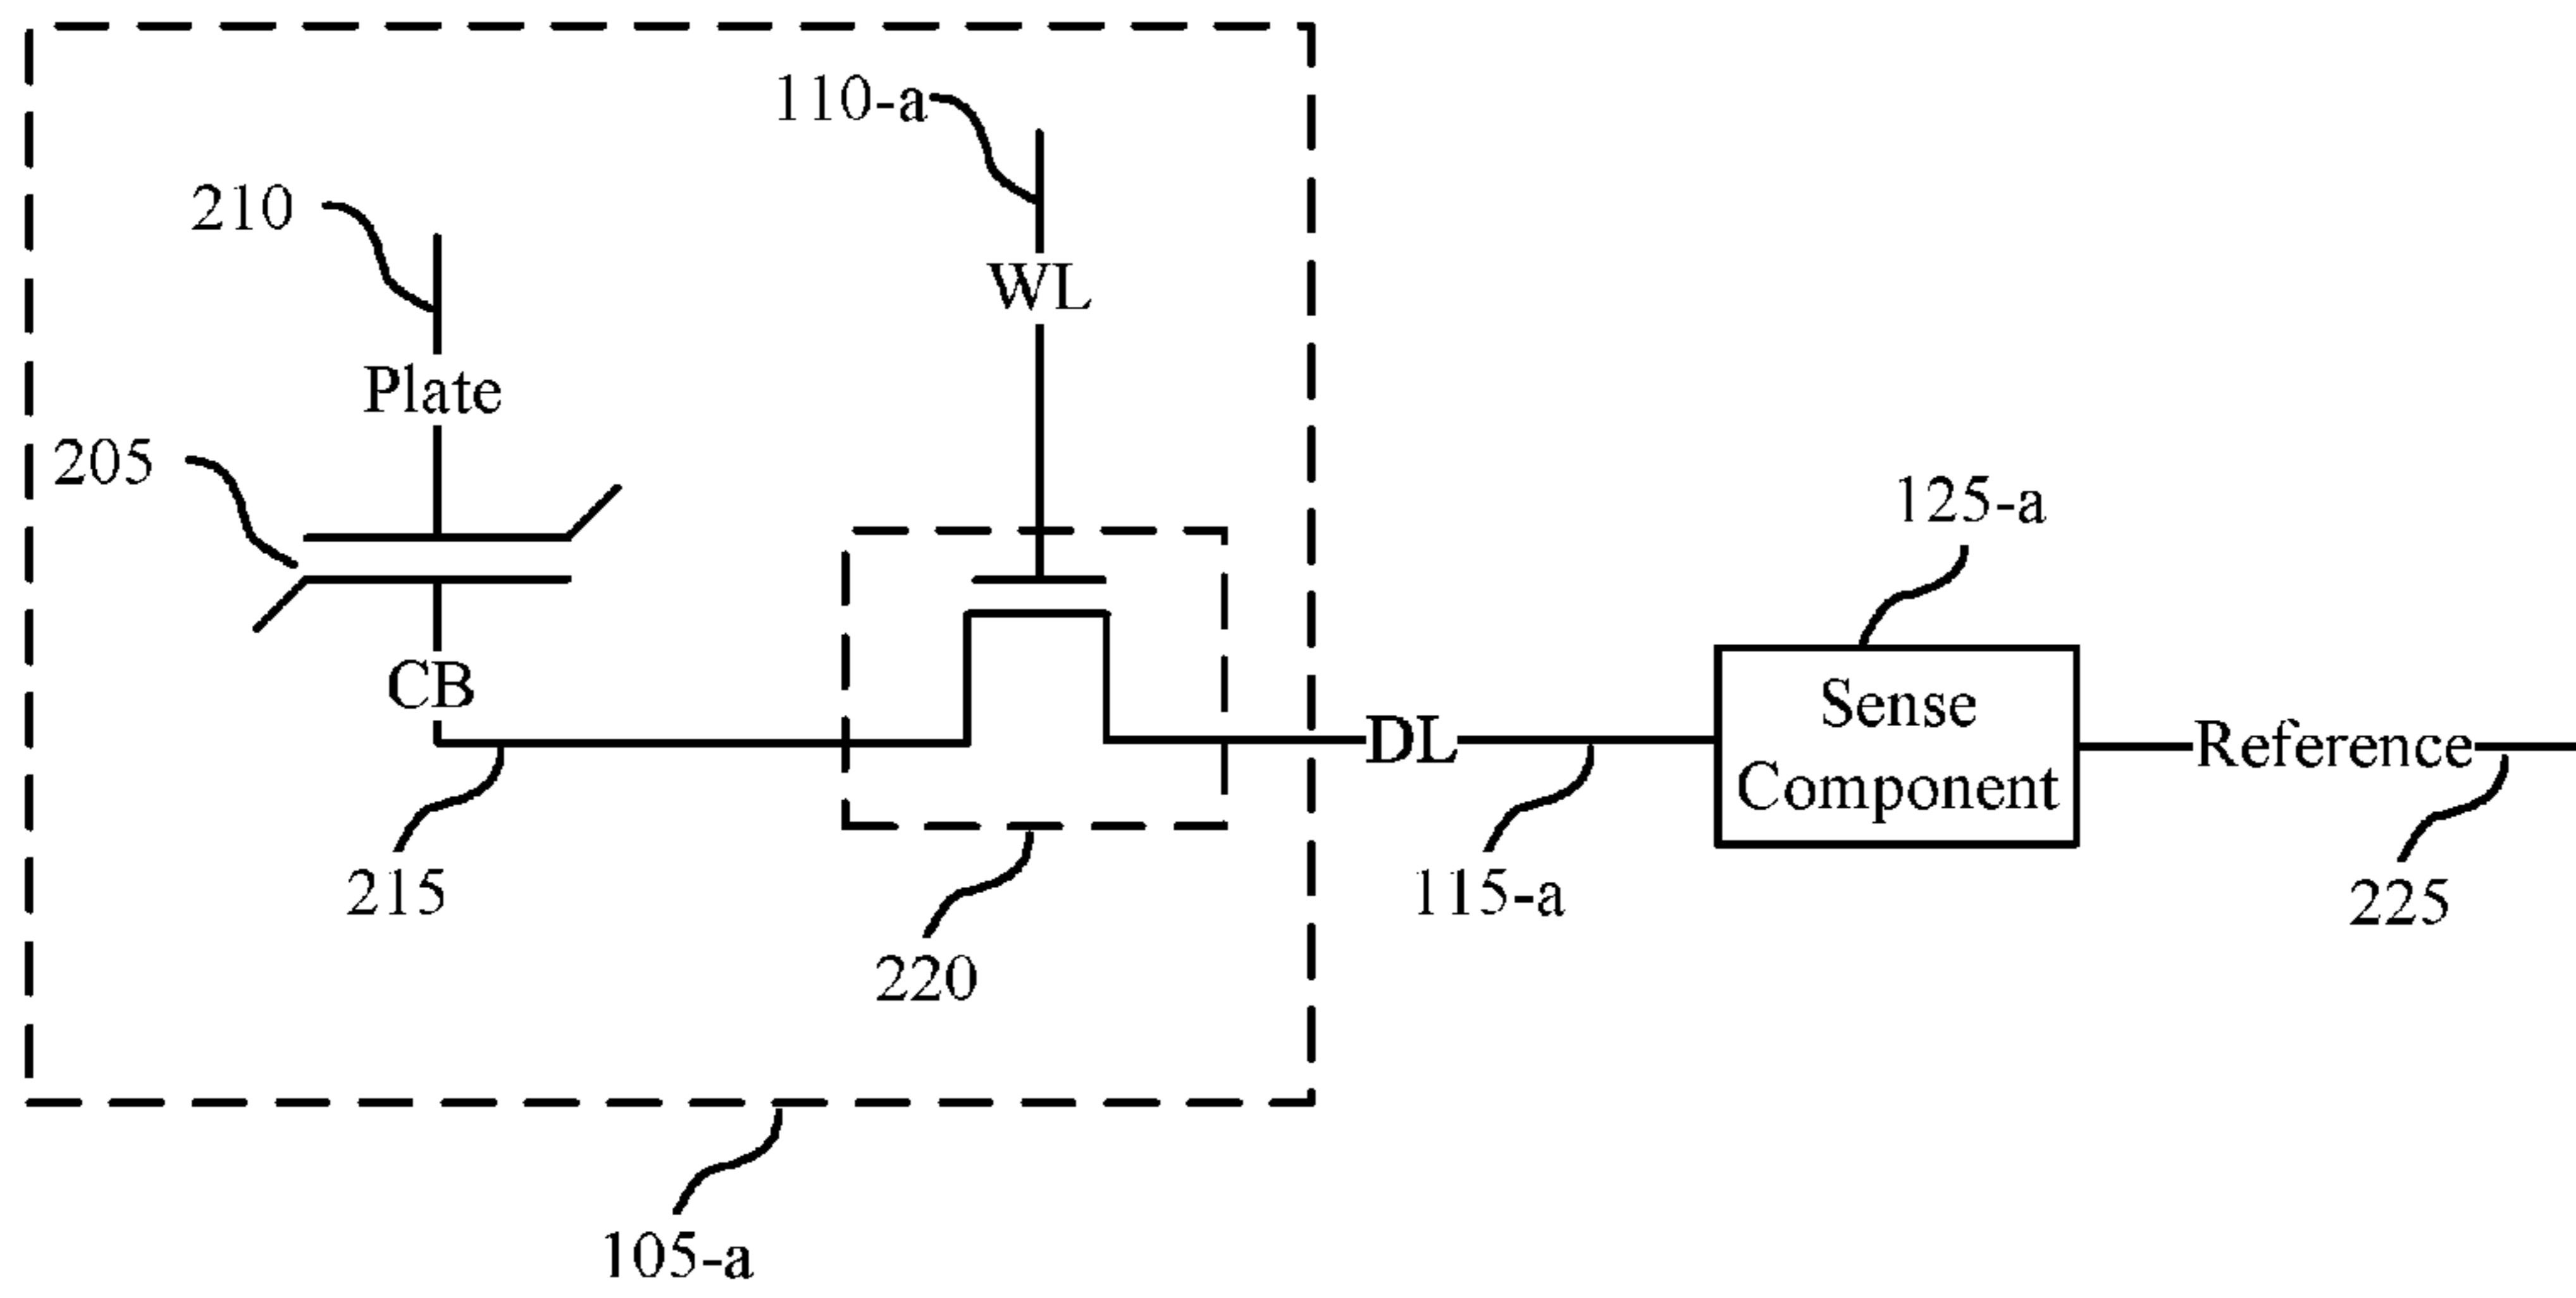 110-a
210
WL
Plate
205
125-a
CB
Sense
Component
DL
Reference
215
115-a
225
220
105-a